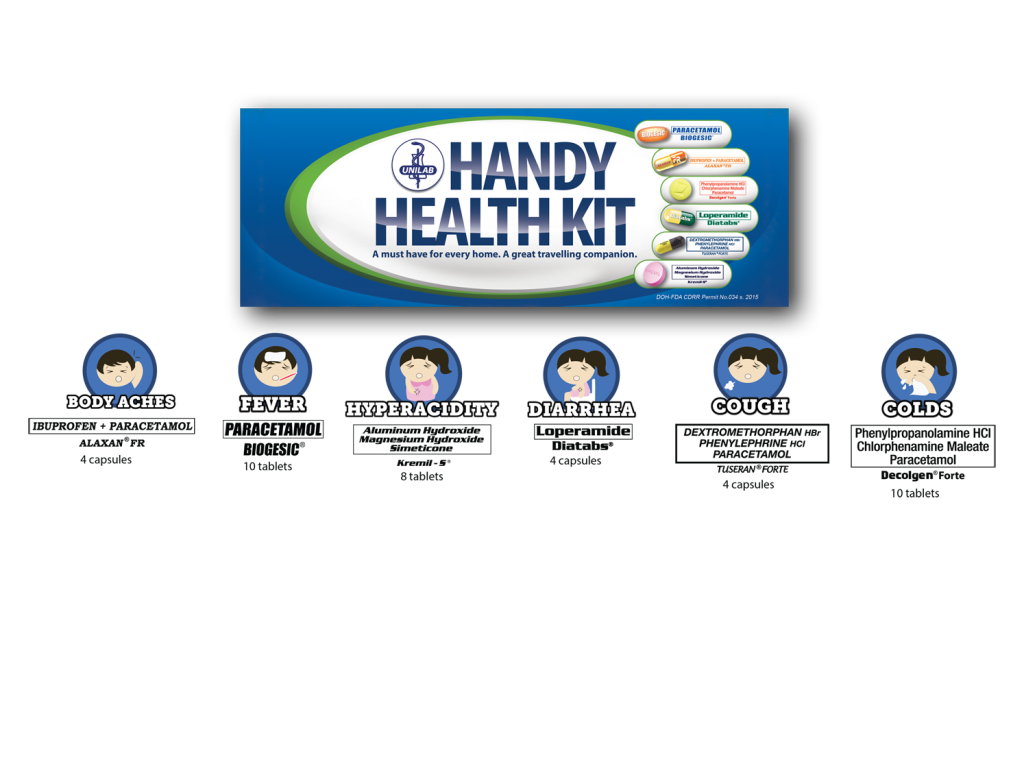 UNILAB
HANDY
HEALTH KIT
A must have for every home. A great travelling companion.
BIOGESIC
PARACETAMOL
BIOGESIC®
FR
IBUPROFEN + PARACETAMOL
ALAXAN®FR
Phenylpropanolamine HCl
Chlorphenamine Maleate
Paracetamol
Decolgen® Forte
Loperamide
Diatabs®
DEXTROMETHORPHAN HBr
PHENYLEPHRINE HCl
PARACETAMOL
TUSERAN®FORTE
Aluminum Hydroxide
Magnesium Hydroxide
Simeticone
Kremil-S®
DOH-FDA CDRR Permit No.034 s. 2015
BODY ACHES
IBUPROFEN + PARACETAMOL
ALAXAN®FR
4 capsules
FEVER
PARACETAMOL
BIOGESIC®
10 tablets
HYPERACIDITY
Aluminum Hydroxide
Magnesium Hydroxide
Simeticone
Kremil-S®
8 tablets
DIARRHEA
Loperamide
Diatabs®
4 capsules
COUGH
DEXTROMETHORPHAN HBr
PHENYLEPHRINE HCl
PARACETAMOL
TUSERAN®FORTE
4 capsules
COLDS
Phenylpropanolamine HCl
Chlorphenamine Maleate
Paracetamol
Decolgen®Forte
10 tablets